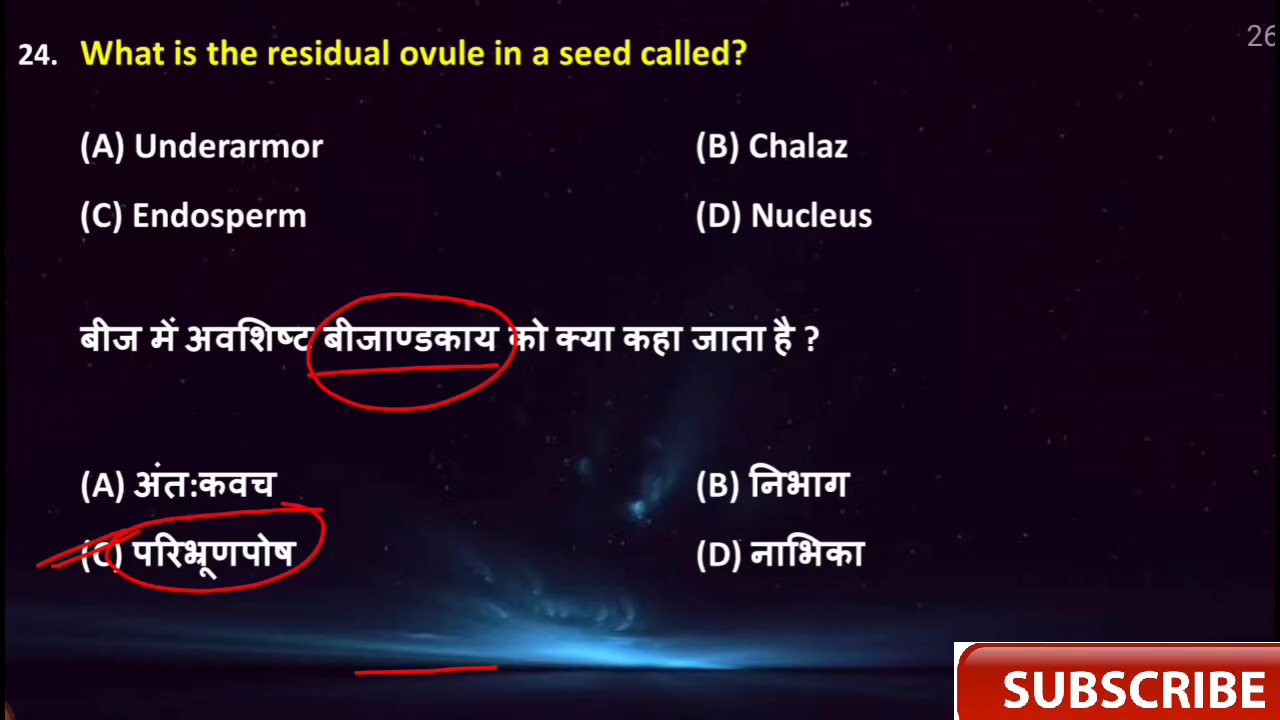 24. What is the residual ovule in a seed called?
26
(A) Underarmor
(B) Chalaz
(C) Endosperm
(D) Nucleus
बीज में अवशिष्ट बीजाण्डकाय को क्या कहा जाता है ?
(A) अंतःकवच
(B) निभाग
(C) परिभ्रूणपोष
(D) नाभिका
SUBSCRIBE